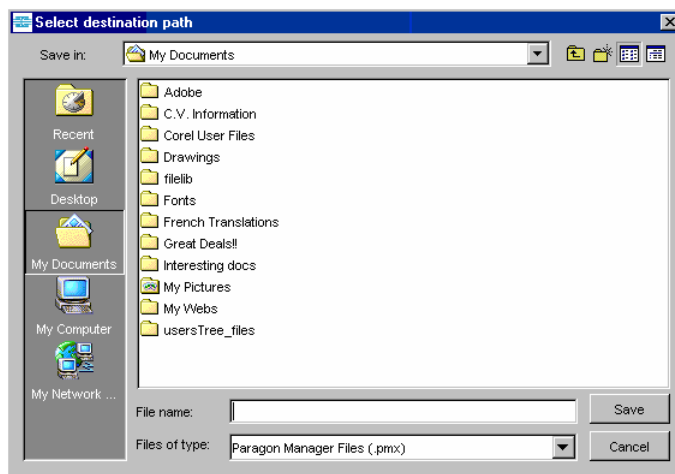 Select destination path
Save in: My Documents
Recent
Desktop
My Documents
My Computer
My Network ...
Adobe
C.V. Information
Corel User Files
Drawings
filelib
Fonts
French Translations
Great Deals!!
Interesting docs
My Pictures
My Webs
usersTree_files
File name: Save
Files of type: Paragon Manager Files (.pmx) Cancel